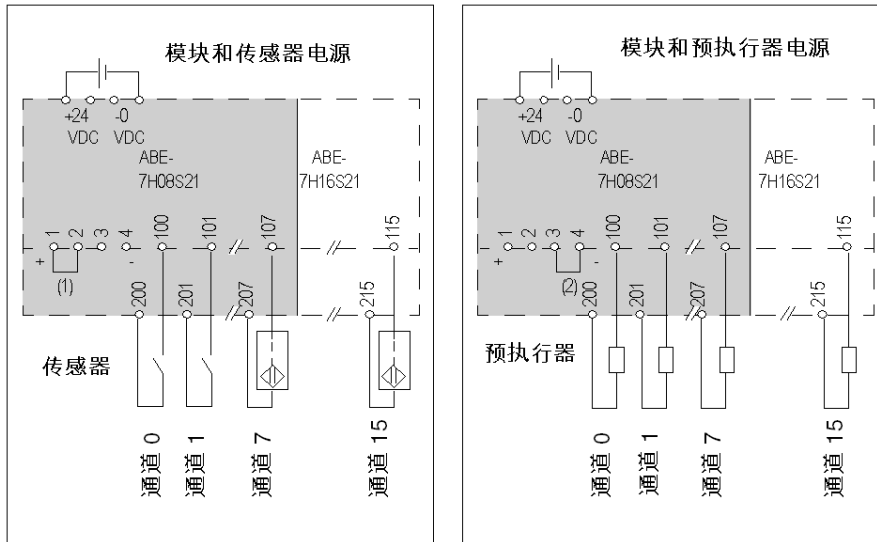 模块和传感器电源
+24 -0
VDC VDC
ABE-
7H08S21
ABE-
7H16S21
1 2 3 4 100 101 107 115
+ -
(1)
200 201 207 215
传感器
通道 0 通道 1 通道 7 通道 15
模块和预执行器电源
+24 -0
VDC VDC
ABE-
7H08S21
ABE-
7H16S21
1 2 3 4 100 101 107 115
+ -
(2)
200 201 207 215
预执行器
通道 0 通道 1 通道 7 通道 15